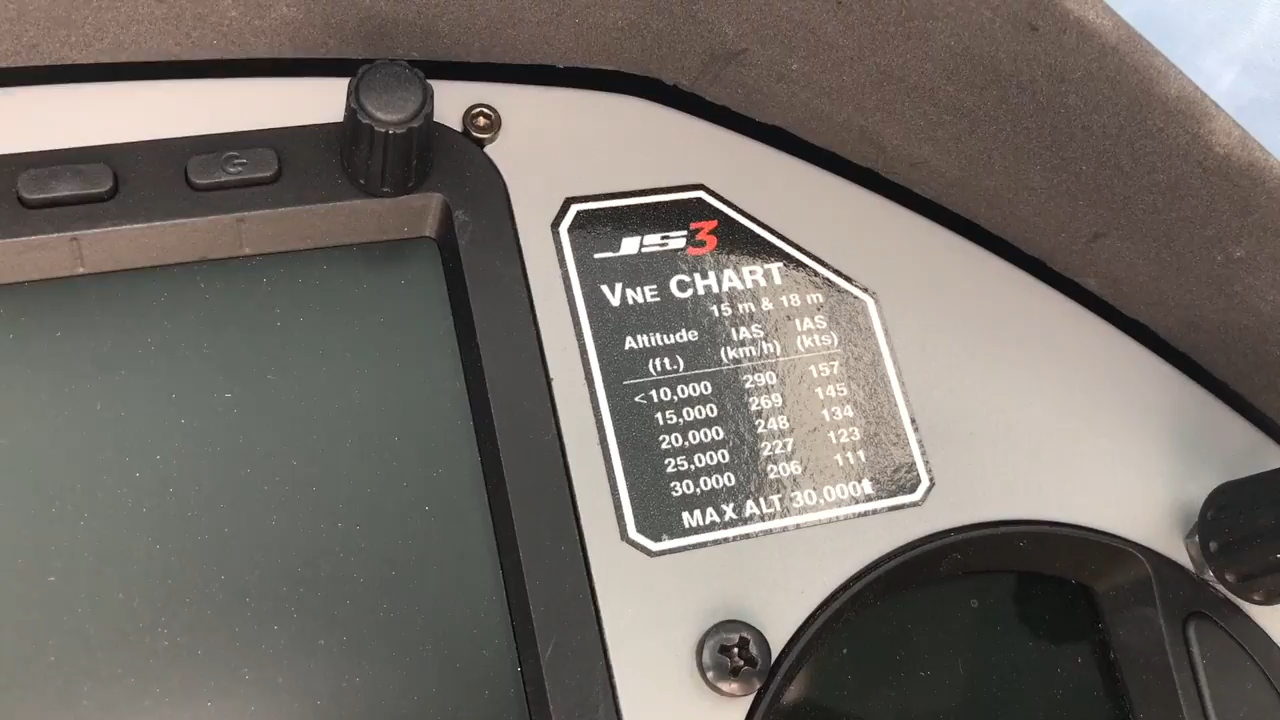 JS3
VNE CHART
15 m & 18 m
Altitude IAS IAS
(ft.) (km/h) (kts)
<10,000 290 157
15,000 269 145
20,000 248 134
25,000 227 123
30,000 206 111
MAX ALT 30,000ft